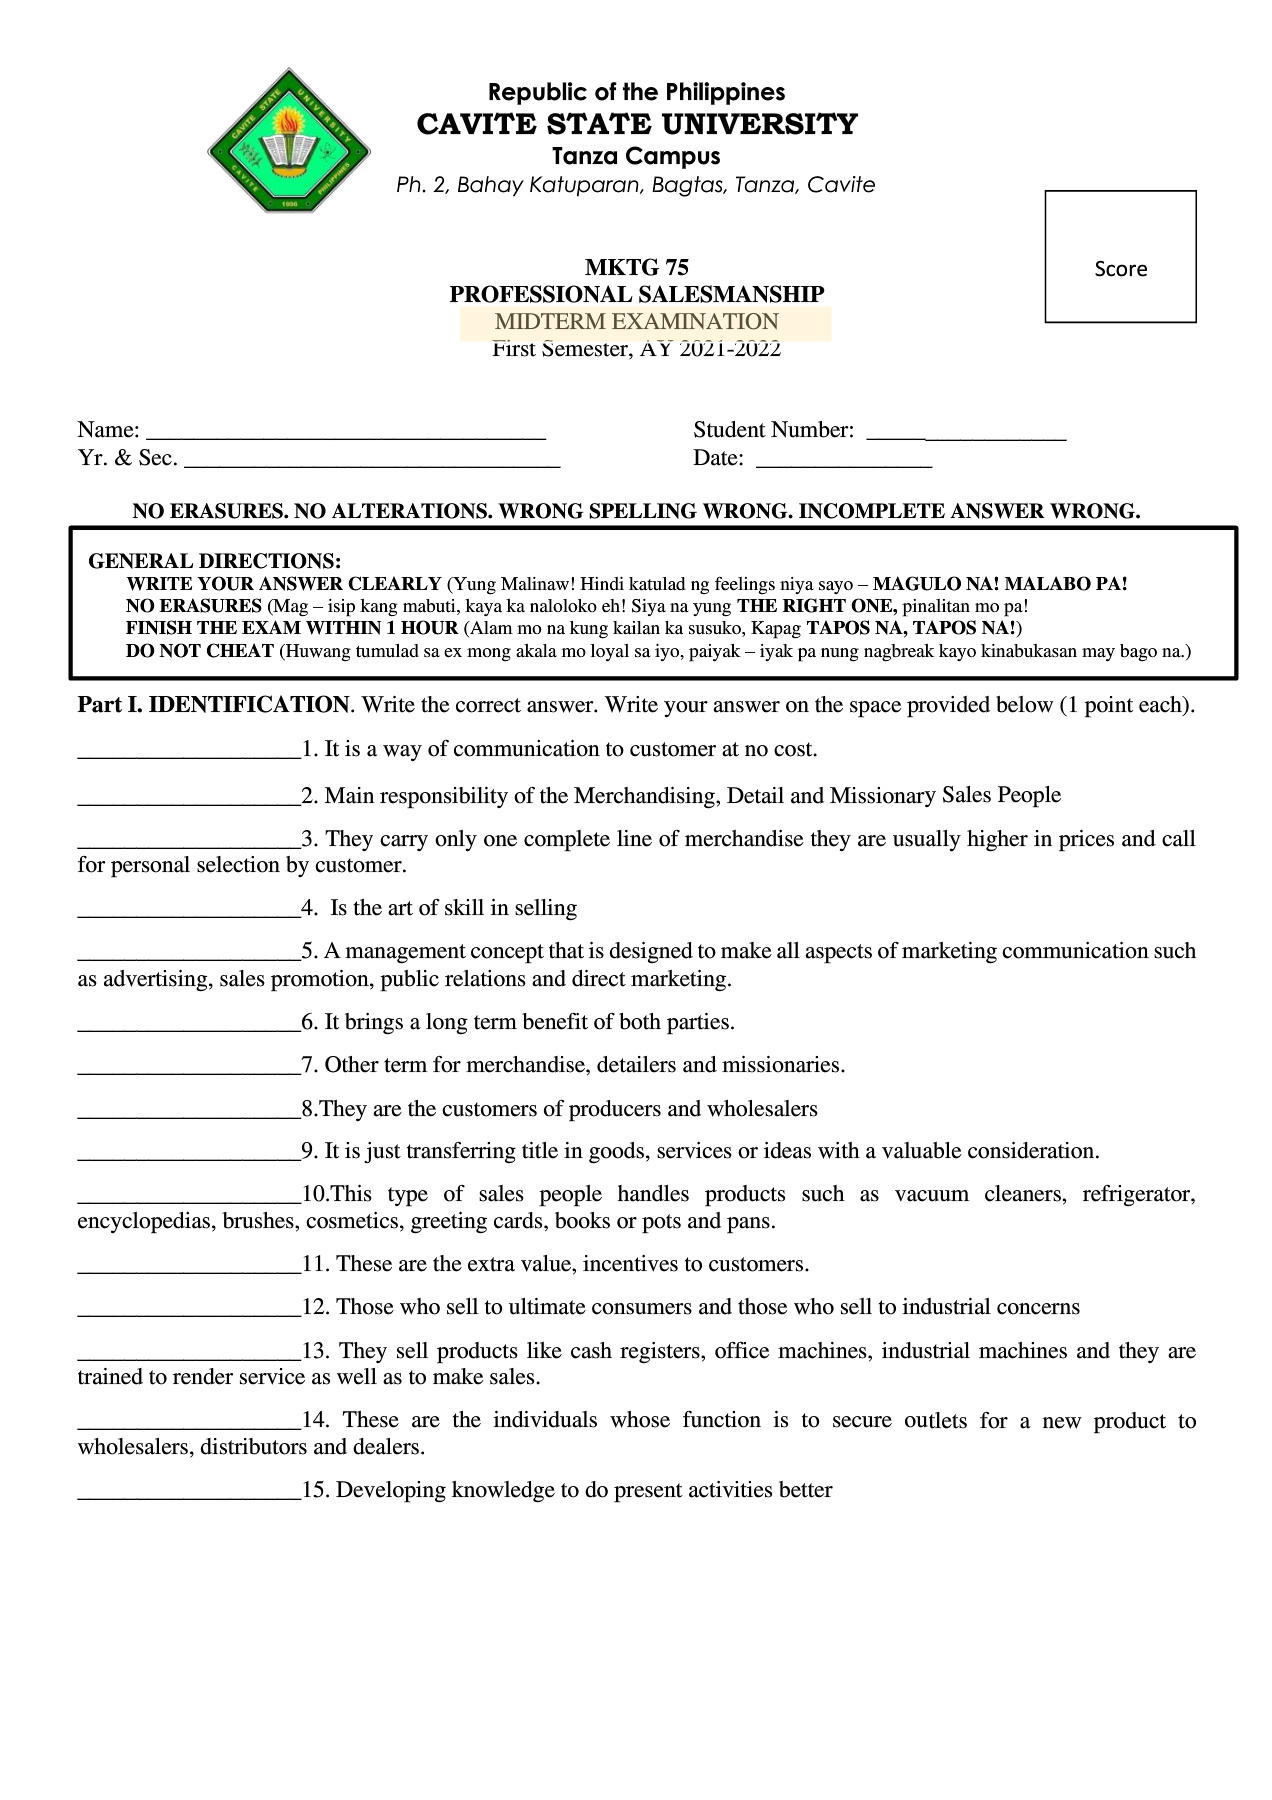 CAVITE STATE UNIVERSITY
CAVITE PHILIPPINES
1906
Republic of the Philippines
CAVITE STATE UNIVERSITY
Tanza Campus
Ph. 2, Bahay Katuparan, Bagtas, Tanza, Cavite
Score
MKTG 75
PROFESSIONAL SALESMANSHIP
MIDTERM EXAMINATION
First Semester, AY 2021-2022
Name: __________________________________ Student Number: _________________
Yr. & Sec. ________________________________ Date: _______________
NO ERASURES. NO ALTERATIONS. WRONG SPELLING WRONG. INCOMPLETE ANSWER WRONG.
GENERAL DIRECTIONS:
WRITE YOUR ANSWER CLEARLY (Yung Malinaw! Hindi katulad ng feelings niya sayo – MAGULO NA! MALABO PA!
NO ERASURES (Mag – isip kang mabuti, kaya ka naloloko eh! Siya na yung THE RIGHT ONE, pinalitan mo pa!
FINISH THE EXAM WITHIN 1 HOUR (Alam mo na kung kailan ka susuko, Kapag TAPOS NA, TAPOS NA!)
DO NOT CHEAT (Huwang tumulad sa ex mong akala mo loyal sa iyo, paiyak – iyak pa nung nagbreak kayo kinabukasan may bago na.)
Part I. IDENTIFICATION. Write the correct answer. Write your answer on the space provided below (1 point each).
___________________1. It is a way of communication to customer at no cost.
___________________2. Main responsibility of the Merchandising, Detail and Missionary Sales People
___________________3. They carry only one complete line of merchandise they are usually higher in prices and call
for personal selection by customer.
___________________4. Is the art of skill in selling
___________________5. A management concept that is designed to make all aspects of marketing communication such
as advertising, sales promotion, public relations and direct marketing.
___________________6. It brings a long term benefit of both parties.
___________________7. Other term for merchandise, detailers and missionaries.
___________________8.They are the customers of producers and wholesalers
___________________9. It is just transferring title in goods, services or ideas with a valuable consideration.
___________________10.This type of sales people handles products such as vacuum cleaners, refrigerator,
encyclopedias, brushes, cosmetics, greeting cards, books or pots and pans.
___________________11. These are the extra value, incentives to customers.
___________________12. Those who sell to ultimate consumers and those who sell to industrial concerns
___________________13. They sell products like cash registers, office machines, industrial machines and they are
trained to render service as well as to make sales.
___________________14. These are the individuals whose function is to secure outlets for a new product to
wholesalers, distributors and dealers.
___________________15. Developing knowledge to do present activities better